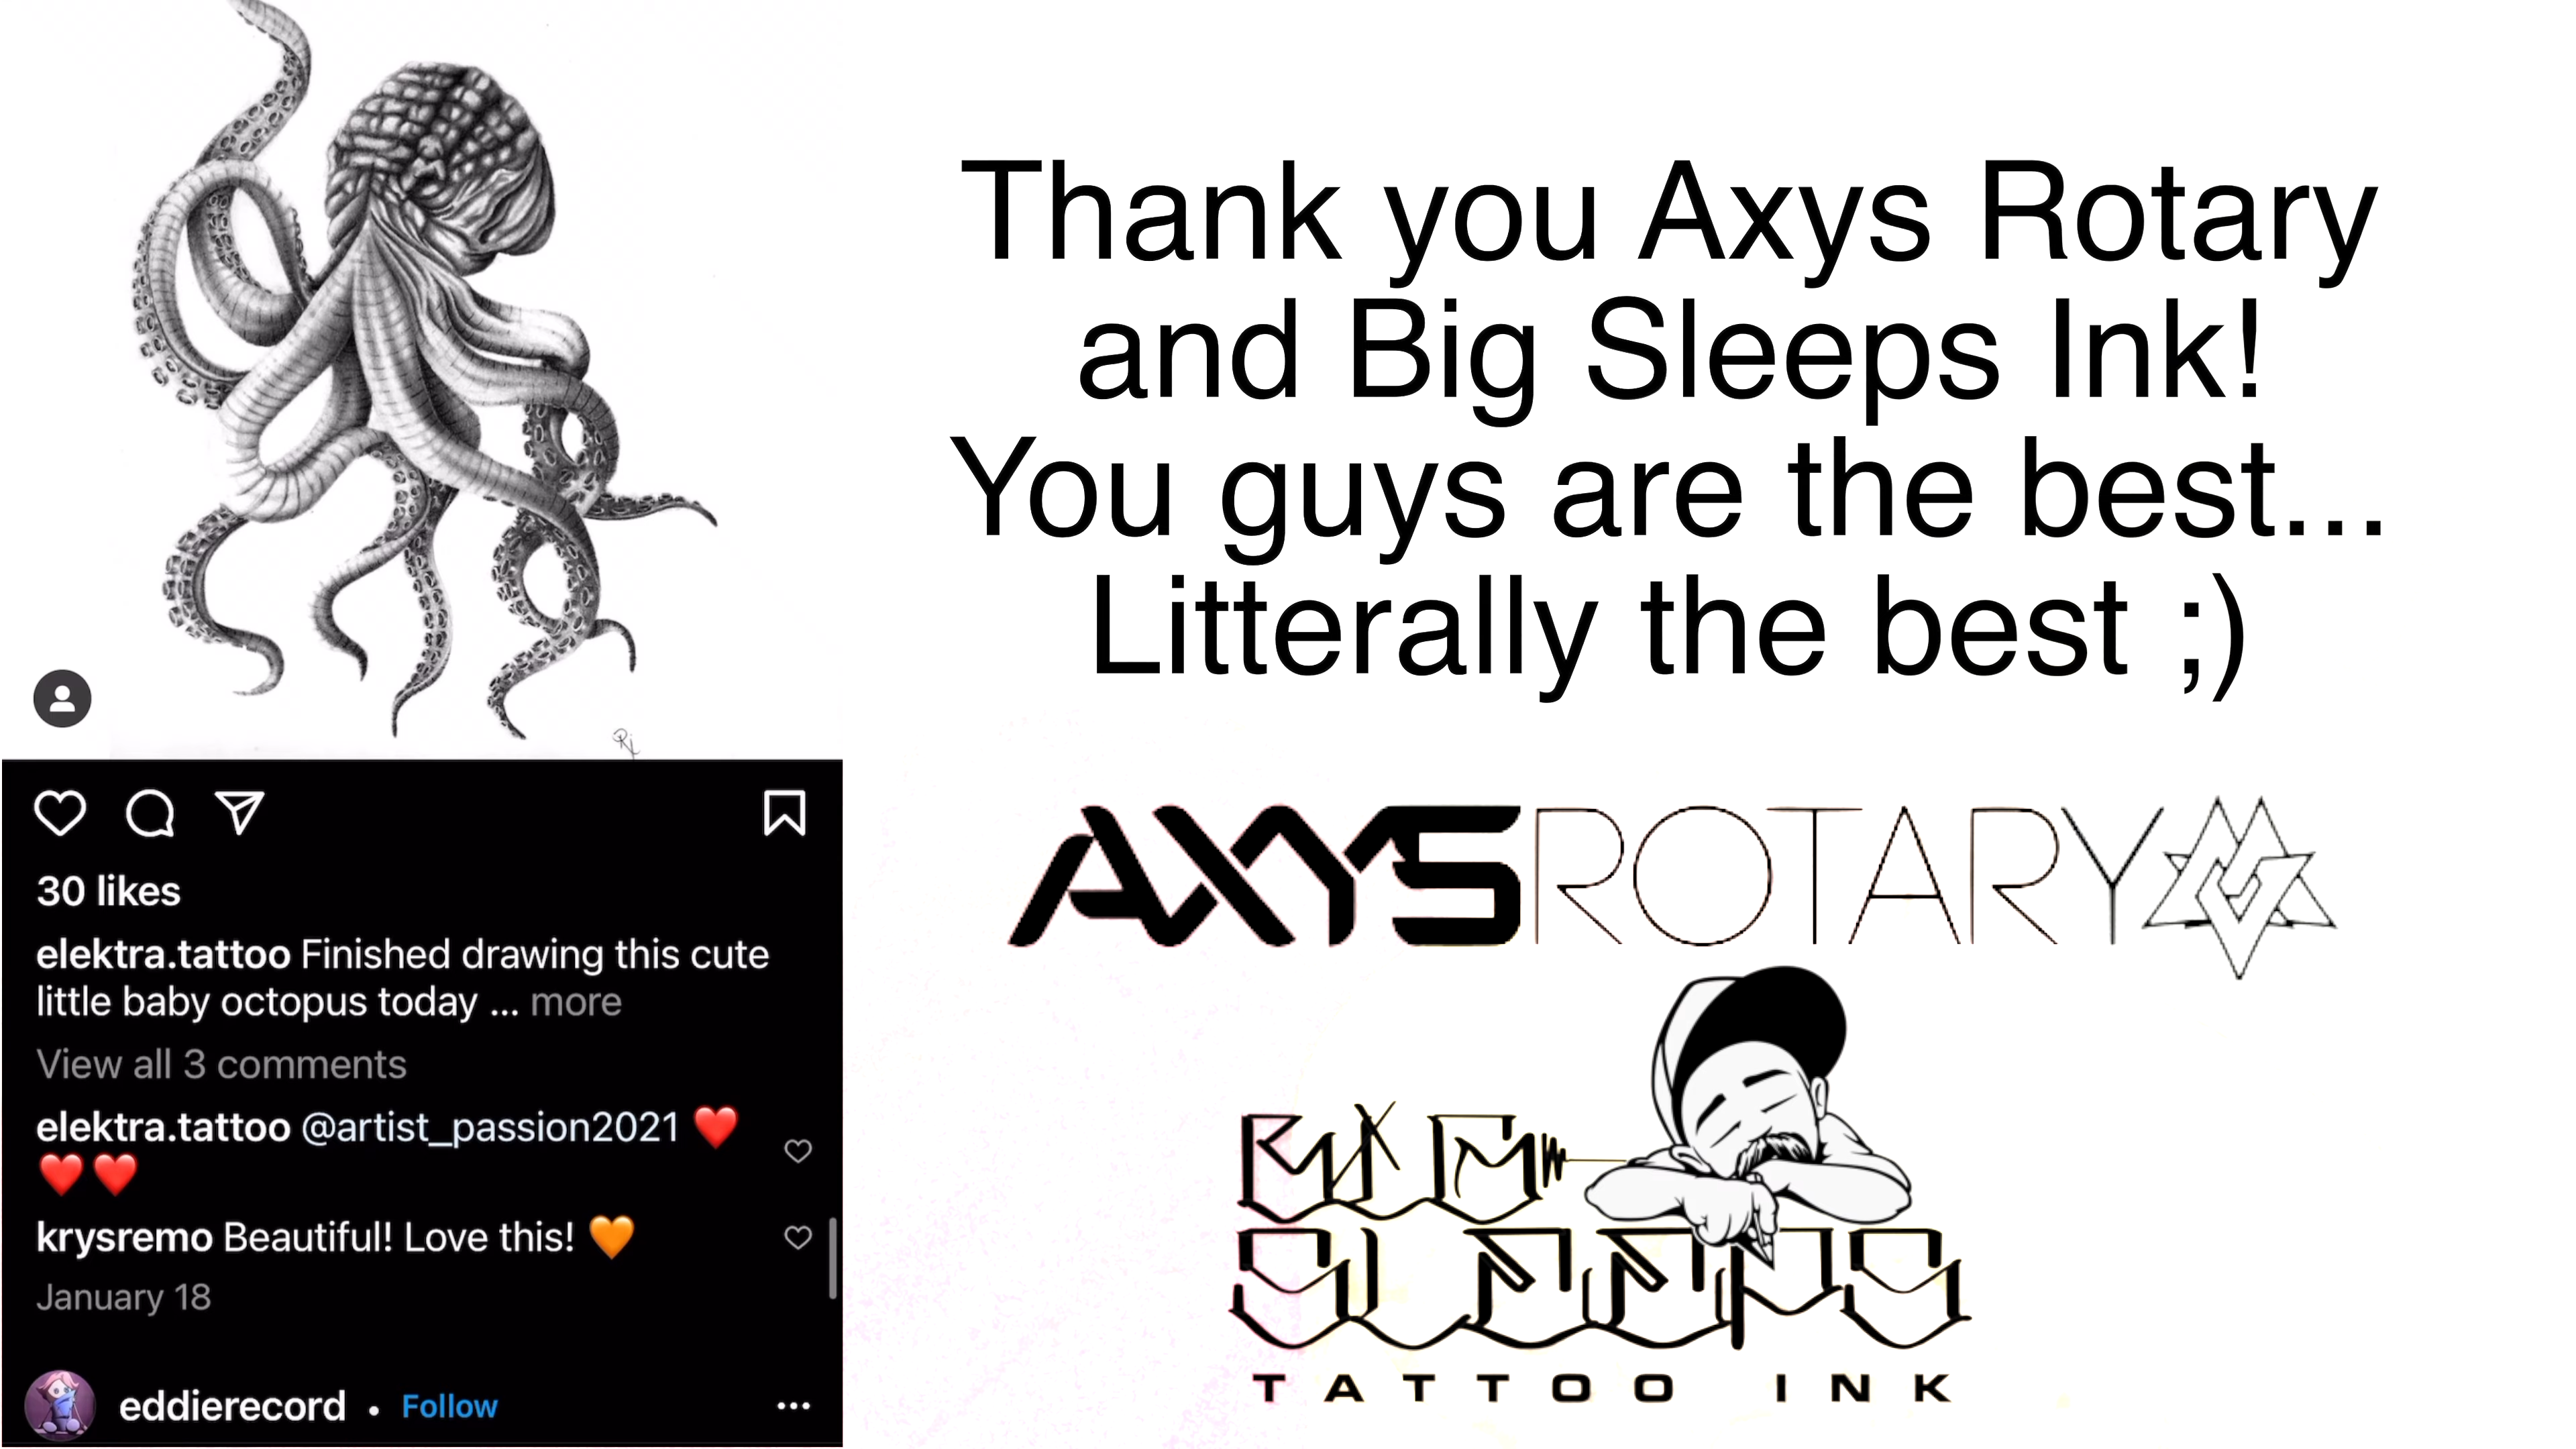 Rj
30 likes
elektra.tattoo Finished drawing this cute
little baby octopus today ... more
View all 3 comments
elektra.tattoo @artist_passion2021 ❤️
❤️❤️
krysremo Beautiful! Love this! 🧡
January 18
eddierecord • Follow
Thank you Axys Rotary
and Big Sleeps Ink!
You guys are the best...
Litterally the best ;)
AXYSROTARY
BIG
SLEEPS
TATTOO INK